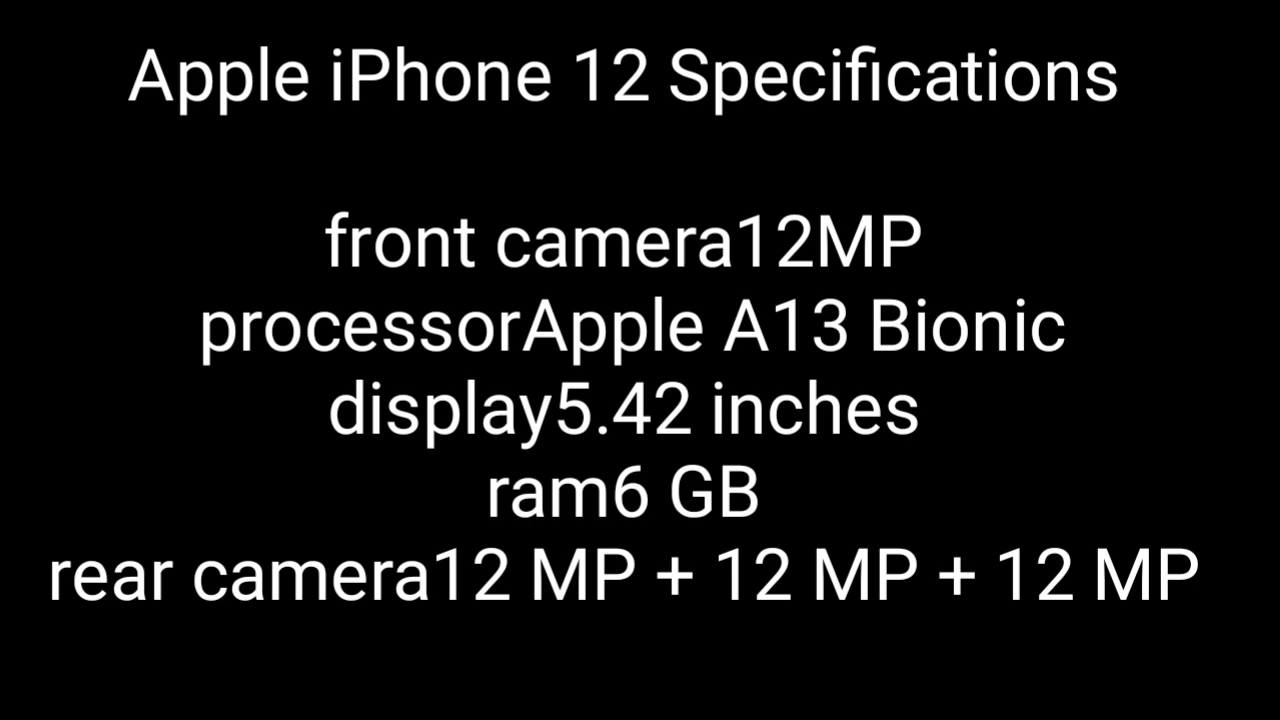 Apple iPhone 12 Specifications
front camera12MP
processorApple A13 Bionic
display5.42 inches
ram6 GB
rear camera12 MP + 12 MP + 12 MP